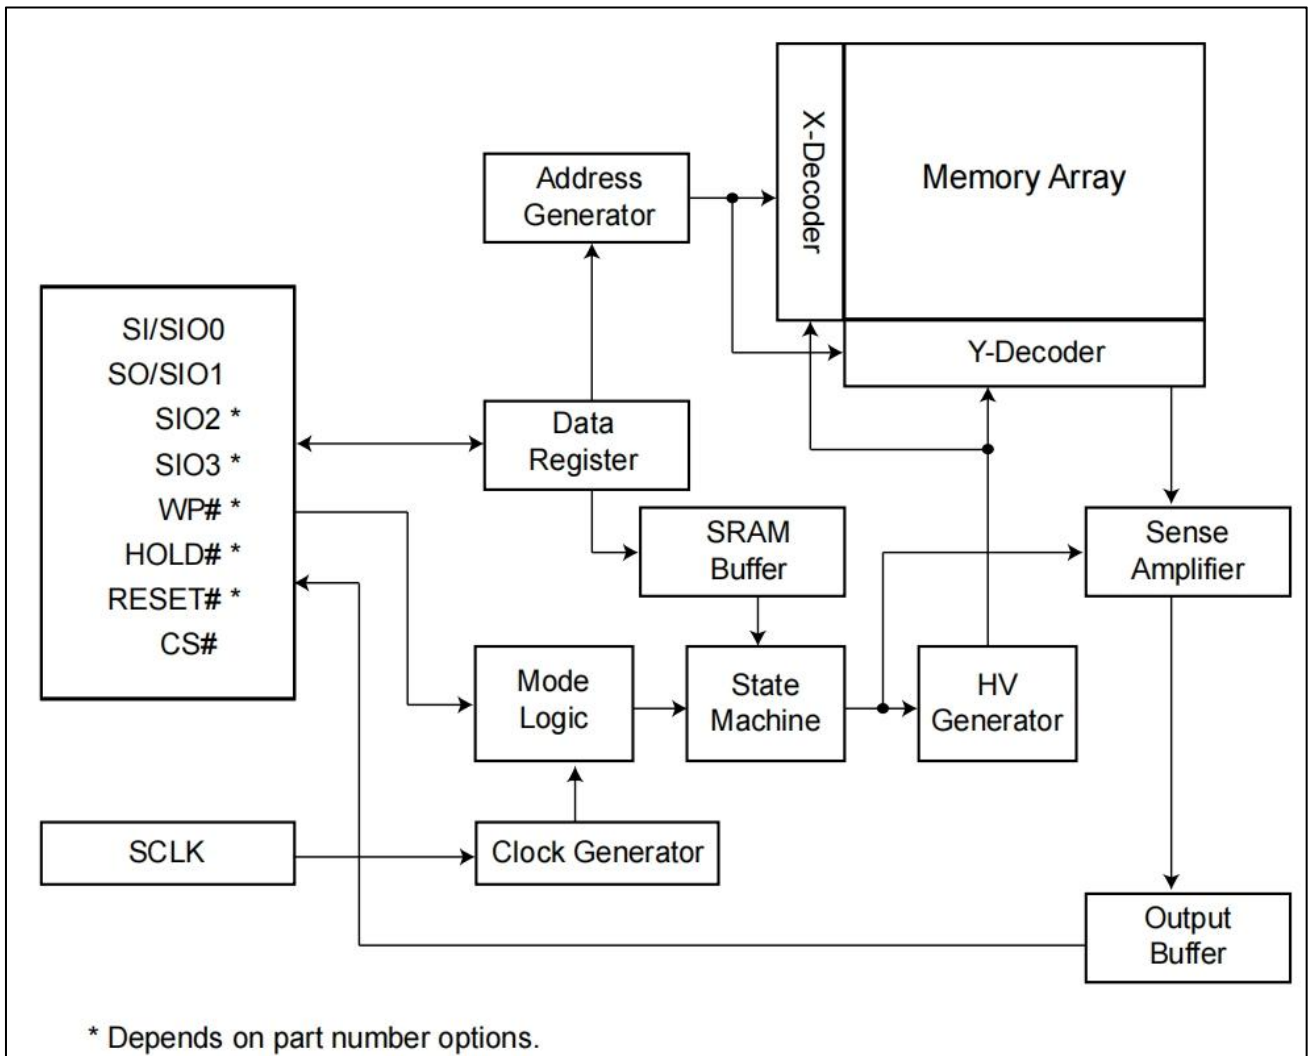 X-Decoder
Memory Array
Address
Generator
SI/SIO0
SO/SIO1
SIO2 *
SIO3 *
WP# *
HOLD# *
RESET# *
CS#
Y-Decoder
Data
Register
SRAM
Buffer
Sense
Amplifier
Mode
Logic
State
Machine
HV
Generator
SCLK
Clock Generator
Output
Buffer
* Depends on part number options.